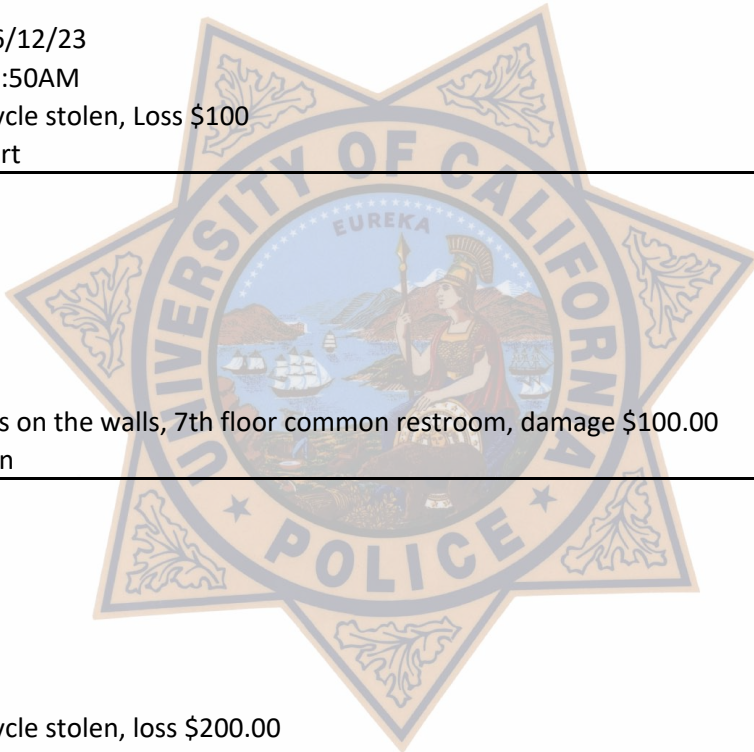 6/12/23
:50AM
ycle stolen, Loss $100
rt
UNIVERSITY OF CALIFORNIA
EUREKA
s on the walls, 7th floor common restroom, damage $100.00
n
POLICE
ycle stolen, loss $200.00